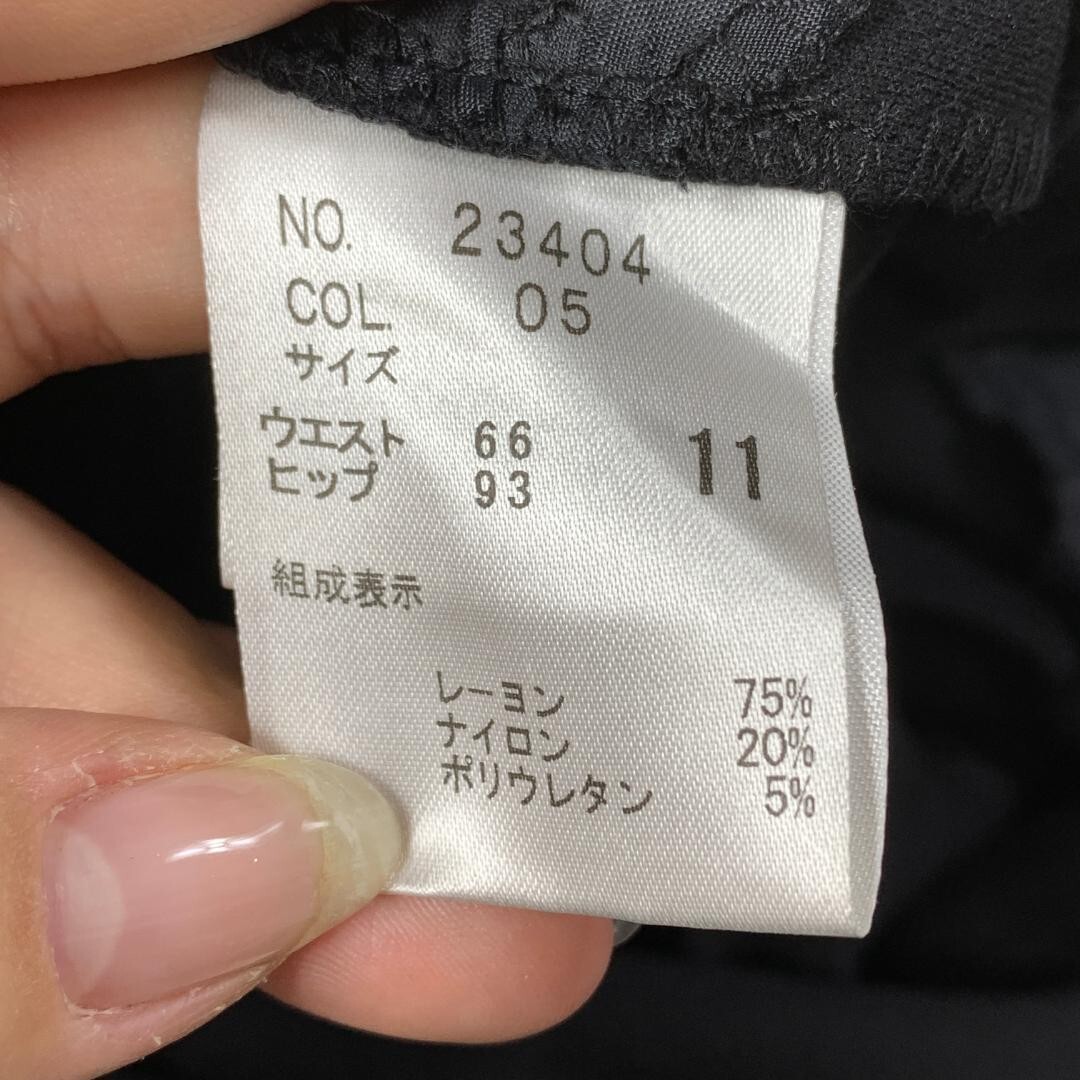 NO. 23404
COL. 05
サイズ
ウエスト 66
ヒップ 93
11
組成表示
レーヨン 75%
ナイロン 20%
ポリウレタン 5%